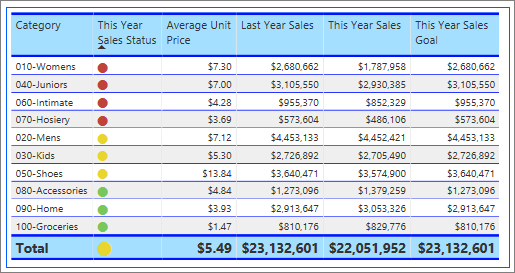 Category This Year Average Unit Last Year Sales This Year Sales This Year Sales
Sales Status Price Goal
010-Womens $7.30 $2,680,662 $1,787,958 $2,680,662
040-Juniors $7.00 $3,105,550 $2,930,385 $3,105,550
060-Intimate $4.28 $955,370 $852,329 $955,370
070-Hosiery $3.69 $573,604 $486,106 $573,604
020-Mens $7.12 $4,453,133 $4,452,421 $4,453,133
030-Kids $5.30 $2,726,892 $2,705,490 $2,726,892
050-Shoes $13.84 $3,640,471 $3,574,900 $3,640,471
080-Accessories $4.84 $1,273,096 $1,379,259 $1,273,096
090-Home $3.93 $2,913,647 $3,053,326 $2,913,647
100-Groceries $1.47 $810,176 $829,776 $810,176
Total $5.49 $23,132,601 $22,051,952 $23,132,601